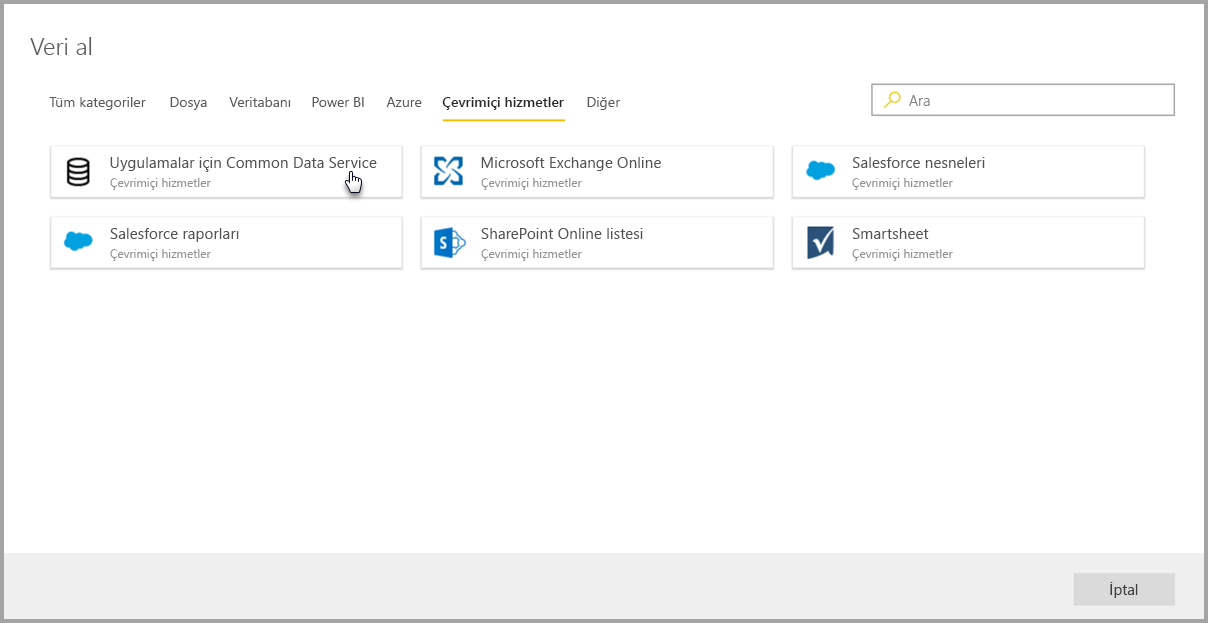 Veri al
Tüm kategoriler Dosya Veritabanı Power BI Azure Çevrimiçi hizmetler Diğer
Ara
Uygulamalar için Common Data Service
Çevrimiçi hizmetler
Microsoft Exchange Online
Çevrimiçi hizmetler
Salesforce nesneleri
Çevrimiçi hizmetler
Salesforce raporları
Çevrimiçi hizmetler
SharePoint Online listesi
Çevrimiçi hizmetler
Smartsheet
Çevrimiçi hizmetler
İptal